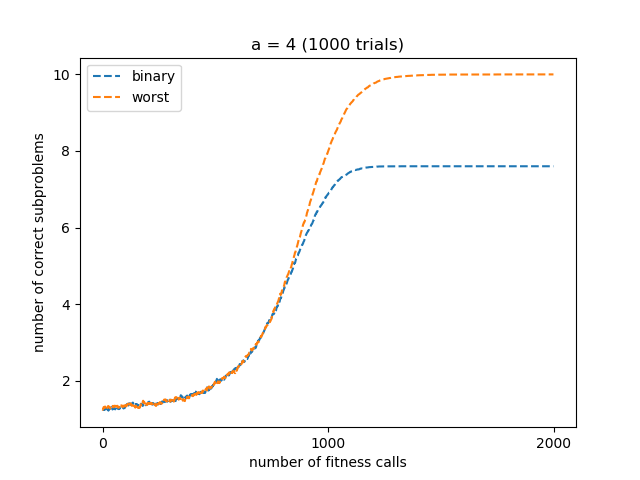 a = 4 (1000 trials)
binary
worst
number of correct subproblems
10
8
6
4
2
0 1000 2000
number of fitness calls